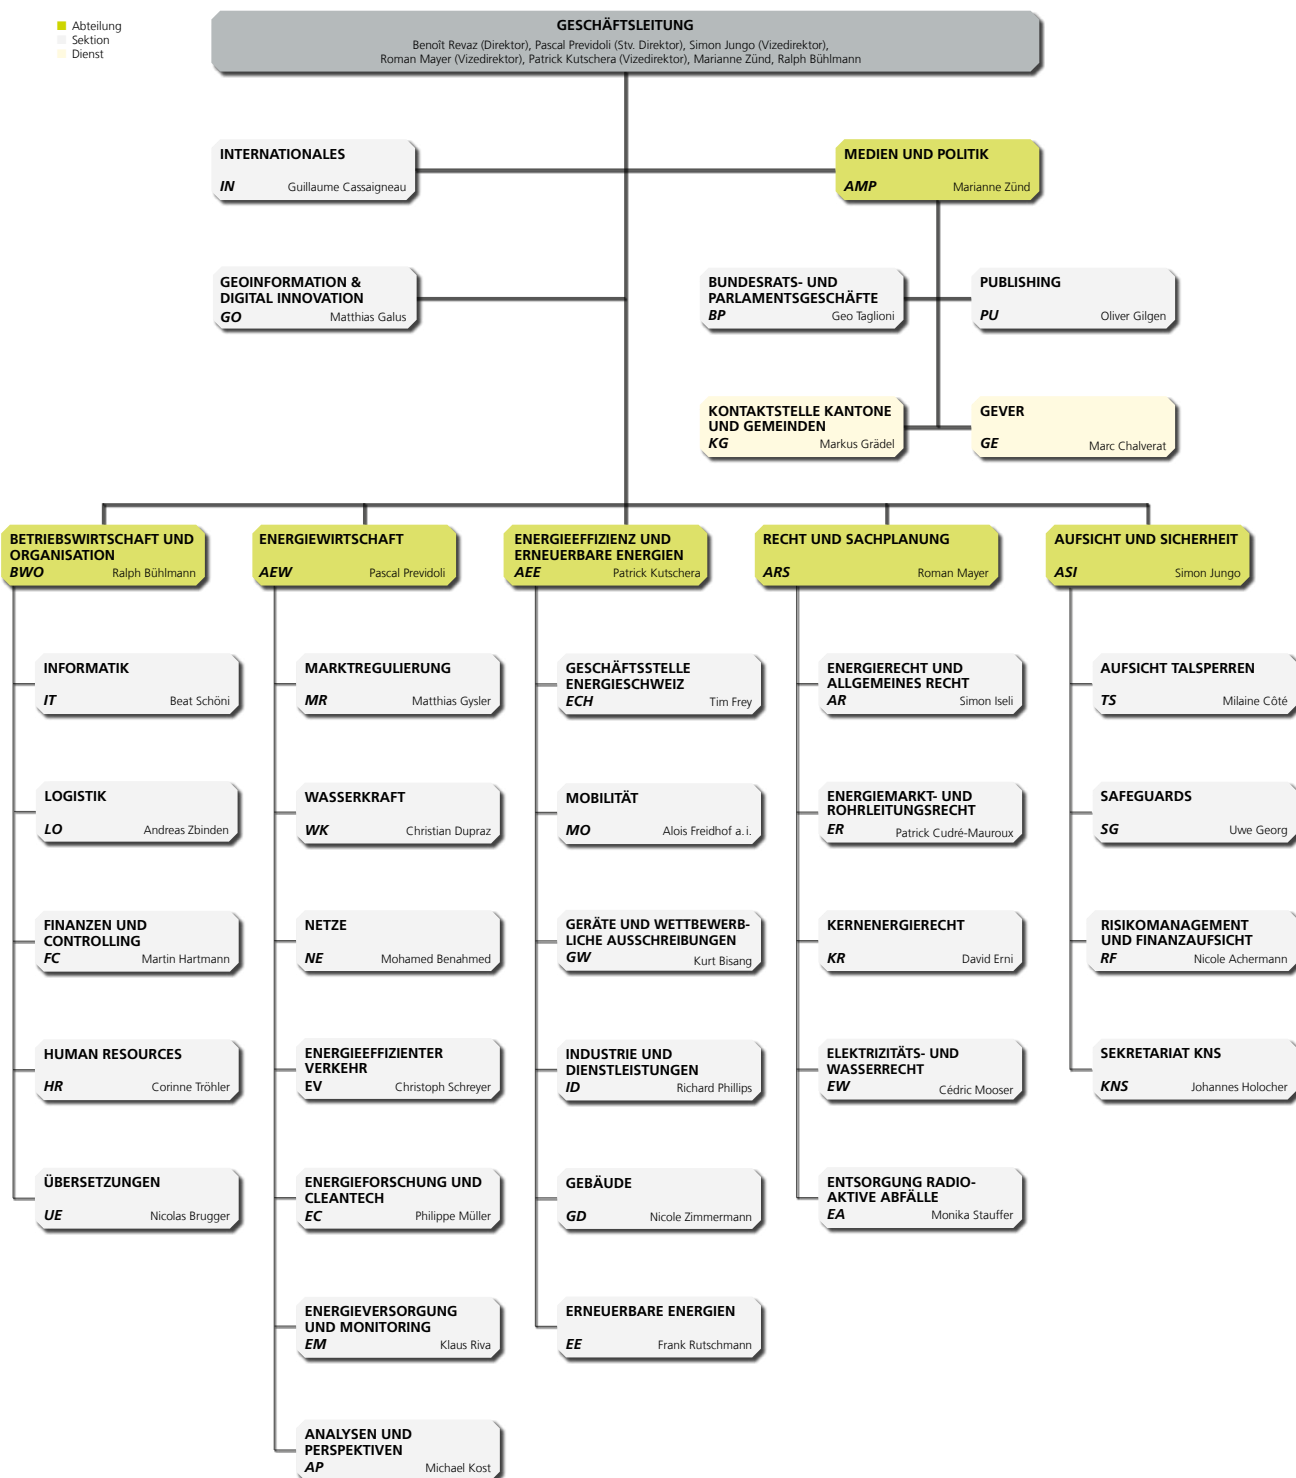 Abteilung
Sektion
Dienst
GESCHÄFTSLEITUNG
Benoît Revaz (Direktor), Pascal Previdoli (Stv. Direktor), Simon Jungo (Vizedirektor),
Roman Mayer (Vizedirektor), Patrick Kutschera (Vizedirektor), Marianne Zünd, Ralph Bühlmann
INTERNATIONALES
IN Guillaume Cassaigneau
MEDIEN UND POLITIK
AMP Marianne Zünd
GEOINFORMATION &
DIGITAL INNOVATION
GO Matthias Galus
BUNDESRATS- UND
PARLAMENTSGESCHÄFTE
BP Geo Taglioni
PUBLISHING
PU Oliver Gilgen
KONTAKTSTELLE KANTONE
UND GEMEINDEN
KG Markus Grädel
GEVER
GE Marc Chalverat
BETRIEBSWIRTSCHAFT UND
ORGANISATION
BWO Ralph Bühlmann
INFORMATIK
IT Beat Schöni
LOGISTIK
LO Andreas Zbinden
FINANZEN UND
CONTROLLING
FC Martin Hartmann
HUMAN RESOURCES
HR Corinne Tröhler
ÜBERSETZUNGEN
UE Nicolas Brugger
ENERGIEWIRTSCHAFT
AEW Pascal Previdoli
MARKTREGULIERUNG
MR Matthias Gysler
WASSERKRAFT
WK Christian Dupraz
NETZE
NE Mohamed Benahmed
ENERGIEEFFIZIENTER
VERKEHR
EV Christoph Schreyer
ENERGIEFORSCHUNG UND
CLEANTECH
EC Philippe Müller
ENERGIEVERSORGUNG
UND MONITORING
EM Klaus Riva
ANALYSEN UND
PERSPEKTIVEN
AP Michael Kost
ENERGIEEFFIZIENZ UND
ERNEUERBARE ENERGIEN
AEE Patrick Kutschera
GESCHÄFTSSTELLE
ENERGIESCHWEIZ
ECH Tim Frey
MOBILITÄT
MO Alois Freidhof a.i.
GERÄTE UND WETTBEWERB-
LICHE AUSSCHREIBUNGEN
GW Kurt Bisang
INDUSTRIE UND
DIENSTLEISTUNGEN
ID Richard Phillips
GEBÄUDE
GD Nicole Zimmermann
ERNEUERBARE ENERGIEN
EE Frank Rutschmann
RECHT UND SACHPLANUNG
ARS Roman Mayer
ENERGIERECHT UND
ALLGEMEINES RECHT
AR Simon Iseli
ENERGIEMARKT- UND
ROHRLEITUNGSRECHT
ER Patrick Cudré-Mauroux
KERNENERGIERECHT
KR David Erni
ELEKTRIZITÄTS- UND
WASSERRECHT
EW Cédric Mooser
ENTSORGUNG RADIO-
AKTIVE ABFÄLLE
EA Monika Stauffer
AUFSICHT UND SICHERHEIT
ASI Simon Jungo
AUFSICHT TALSPERREN
TS Milaine Côté
SAFEGUARDS
SG Uwe Georg
RISIKOMANAGEMENT
UND FINANZAUFSICHT
RF Nicole Achermann
SEKRETARIAT KNS
KNS Johannes Holocher